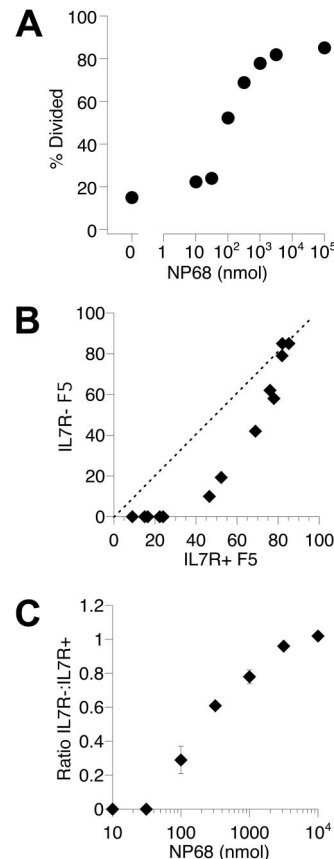 A
100
80
60
40
20
0
% Divided
0 1 10 10² 10³ 10⁴ 10⁵
NP68 (nmol)
B
100
80
60
40
20
0
IL7R- F5
0 20 40 60 80 100
IL7R+ F5
C
1.2
1
0.8
0.6
0.4
0.2
0
Ratio IL7R-:IL7R+
10 100 1000 10⁴
NP68 (nmol)